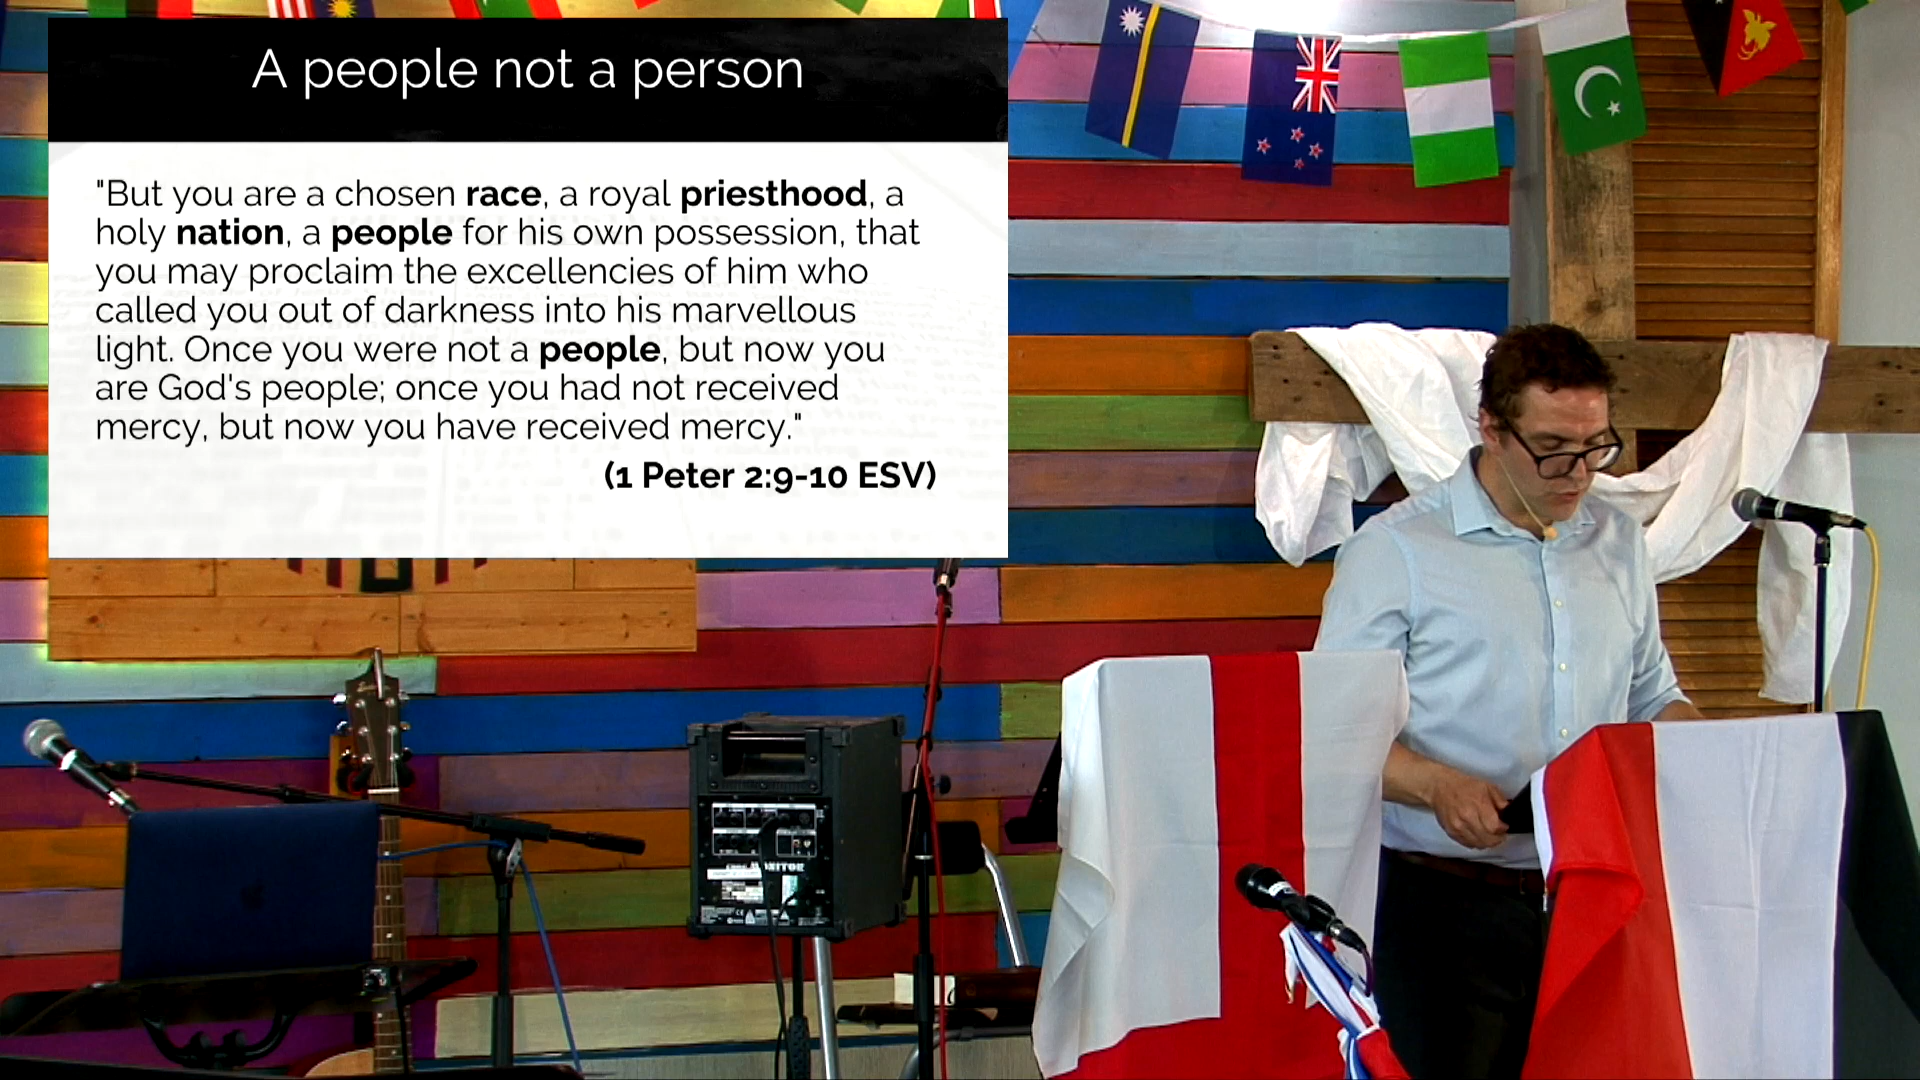 A people not a person
"But you are a chosen race, a royal priesthood, a
holy nation, a people for his own possession, that
you may proclaim the excellencies of him who
called you out of darkness into his marvellous
light. Once you were not a people, but now you
are God's people; once you had not received
mercy, but now you have received mercy."
(1 Peter 2:9-10 ESV)